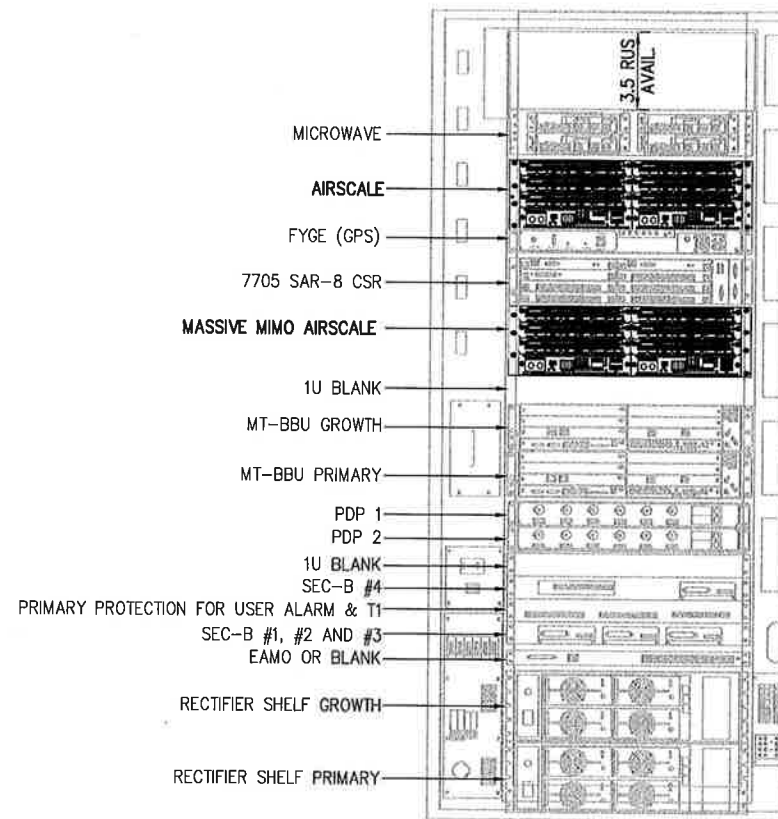 3.5 RUS
AVAIL.
MICROWAVE
AIRSCALE
FYGE (GPS)
7705 SAR-8 CSR
MASSIVE MIMO AIRSCALE
1U BLANK
MT-BBU GROWTH
MT-BBU PRIMARY
PDP 1
PDP 2
1U BLANK
SEC-B #4
PRIMARY PROTECTION FOR USER ALARM & T1
SEC-B #1, #2 AND #3
EAMO OR BLANK
RECTIFIER SHELF GROWTH
RECTIFIER SHELF PRIMARY